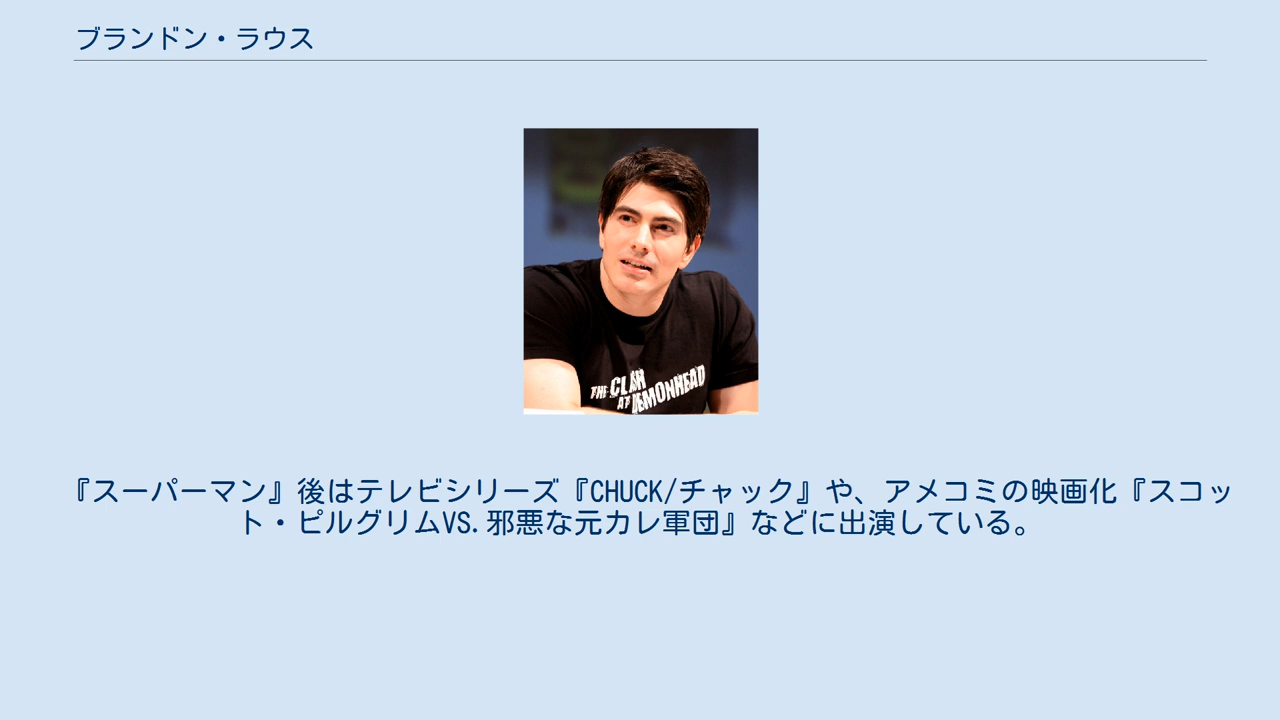 ブランドン・ラウス
THE CLASH
AT DEMONHEAD
『スーパーマン』後はテレビシリーズ『CHUCK/チャック』や、アメコミの映画化『スコッ
ト・ピルグリムVS.邪悪な元カレ軍団』などに出演している。